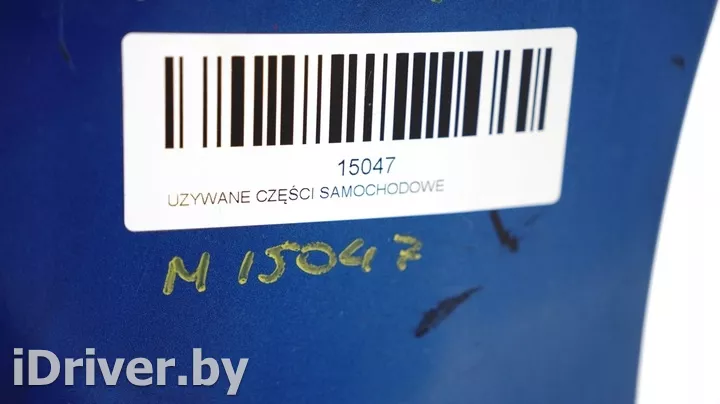 15047
UZYWANE CZĘŚCI SAMOCHODOWE
M 15047
iDriver.by